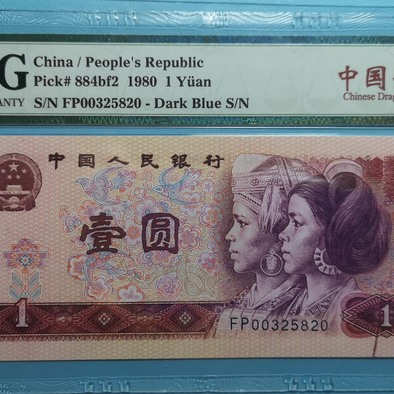 G
China / People's Republic
Pick# 884bf2 1980 1 Yüan
ANTY
S/N FP00325820 - Dark Blue S/N
中国
Chinese Drag
中国人民银行
壹圆
1
FP00325820
1